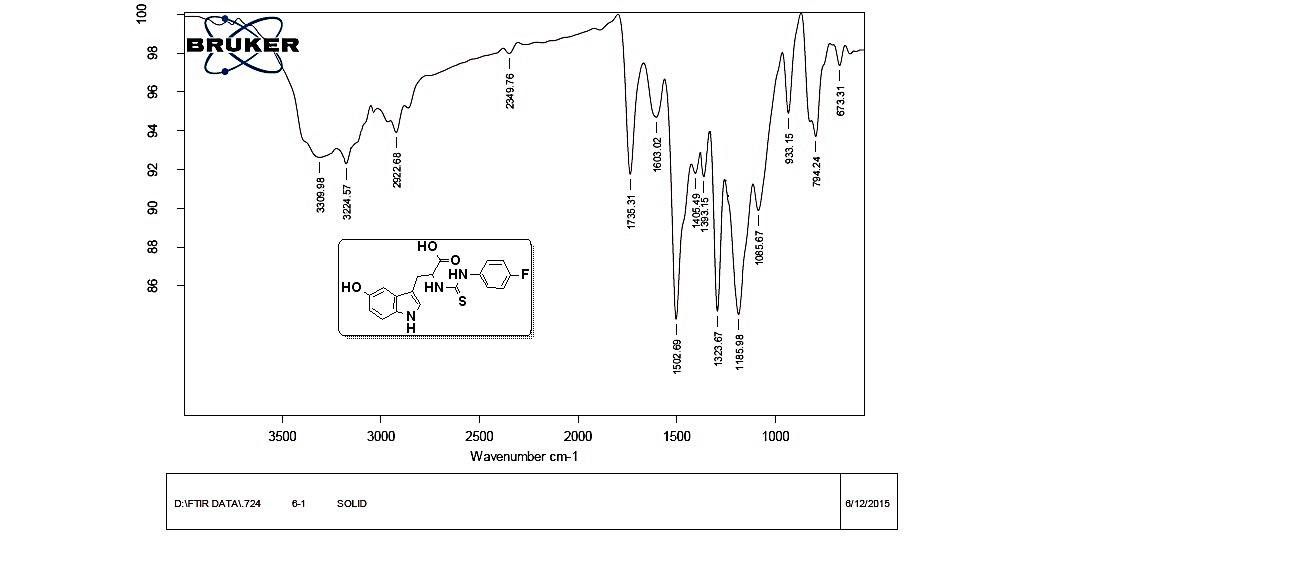 100
98
96
94
92
90
88
86
BRUKER
3309.98
3224.57
2922.68
2349.76
1735.31
1603.02
1502.69
1405.49
1393.15
1323.67
1185.98
1085.67
933.15
794.24
673.31
HO
O
HN
F
HO
HN
S
N
H
3500 3000 2500 2000 1500 1000
Wavenumber cm-1
D:\FTIR DATA\.724 6-1 SOLID 6/12/2015